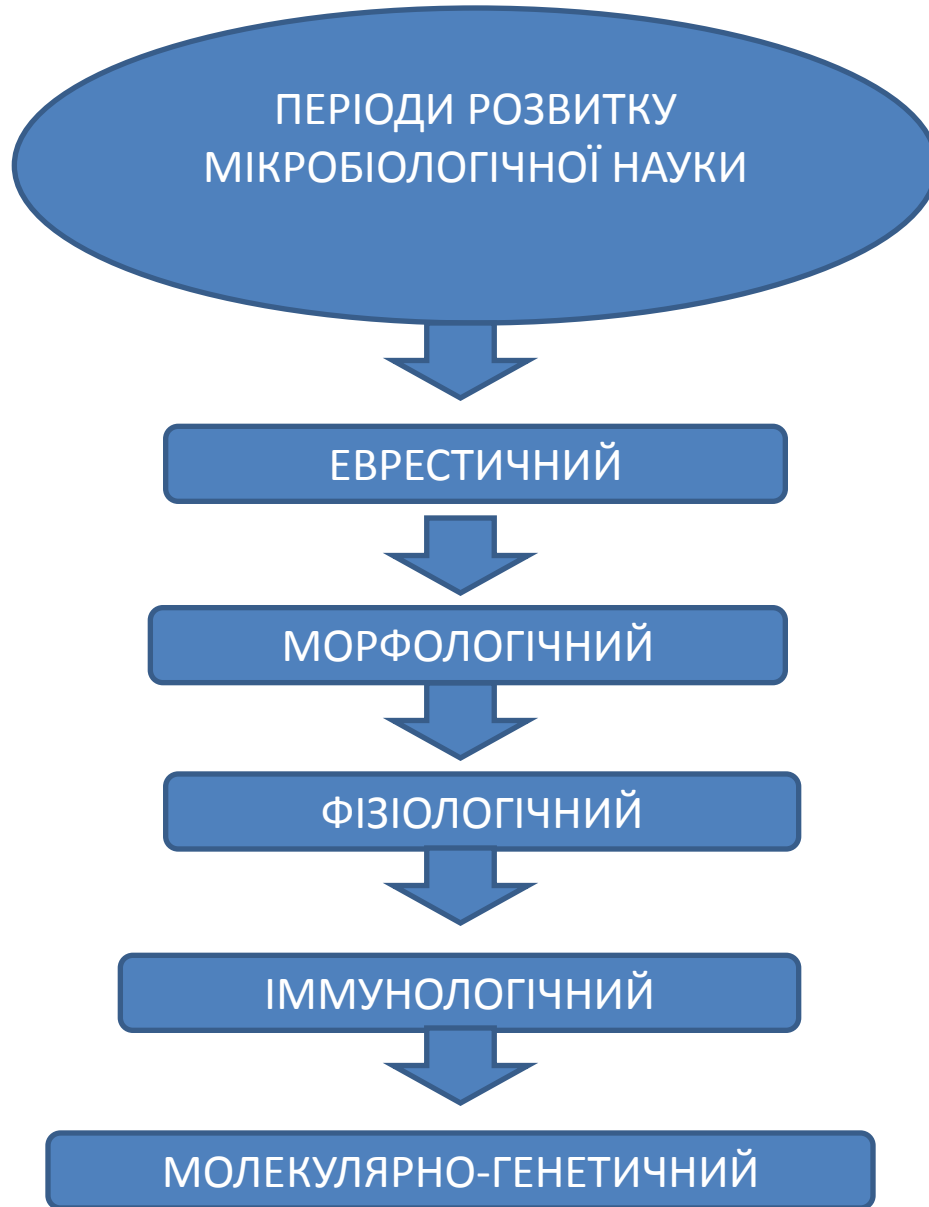 ПЕРІОДИ РОЗВИТКУ
МІКРОБІОЛОГІЧНОЇ НАУКИ
ЕВРЕСТИЧНИЙ
МОРФОЛОГІЧНИЙ
ФІЗІОЛОГІЧНИЙ
ІММУНОЛОГІЧНИЙ
МОЛЕКУЛЯРНО-ГЕНЕТИЧНИЙ